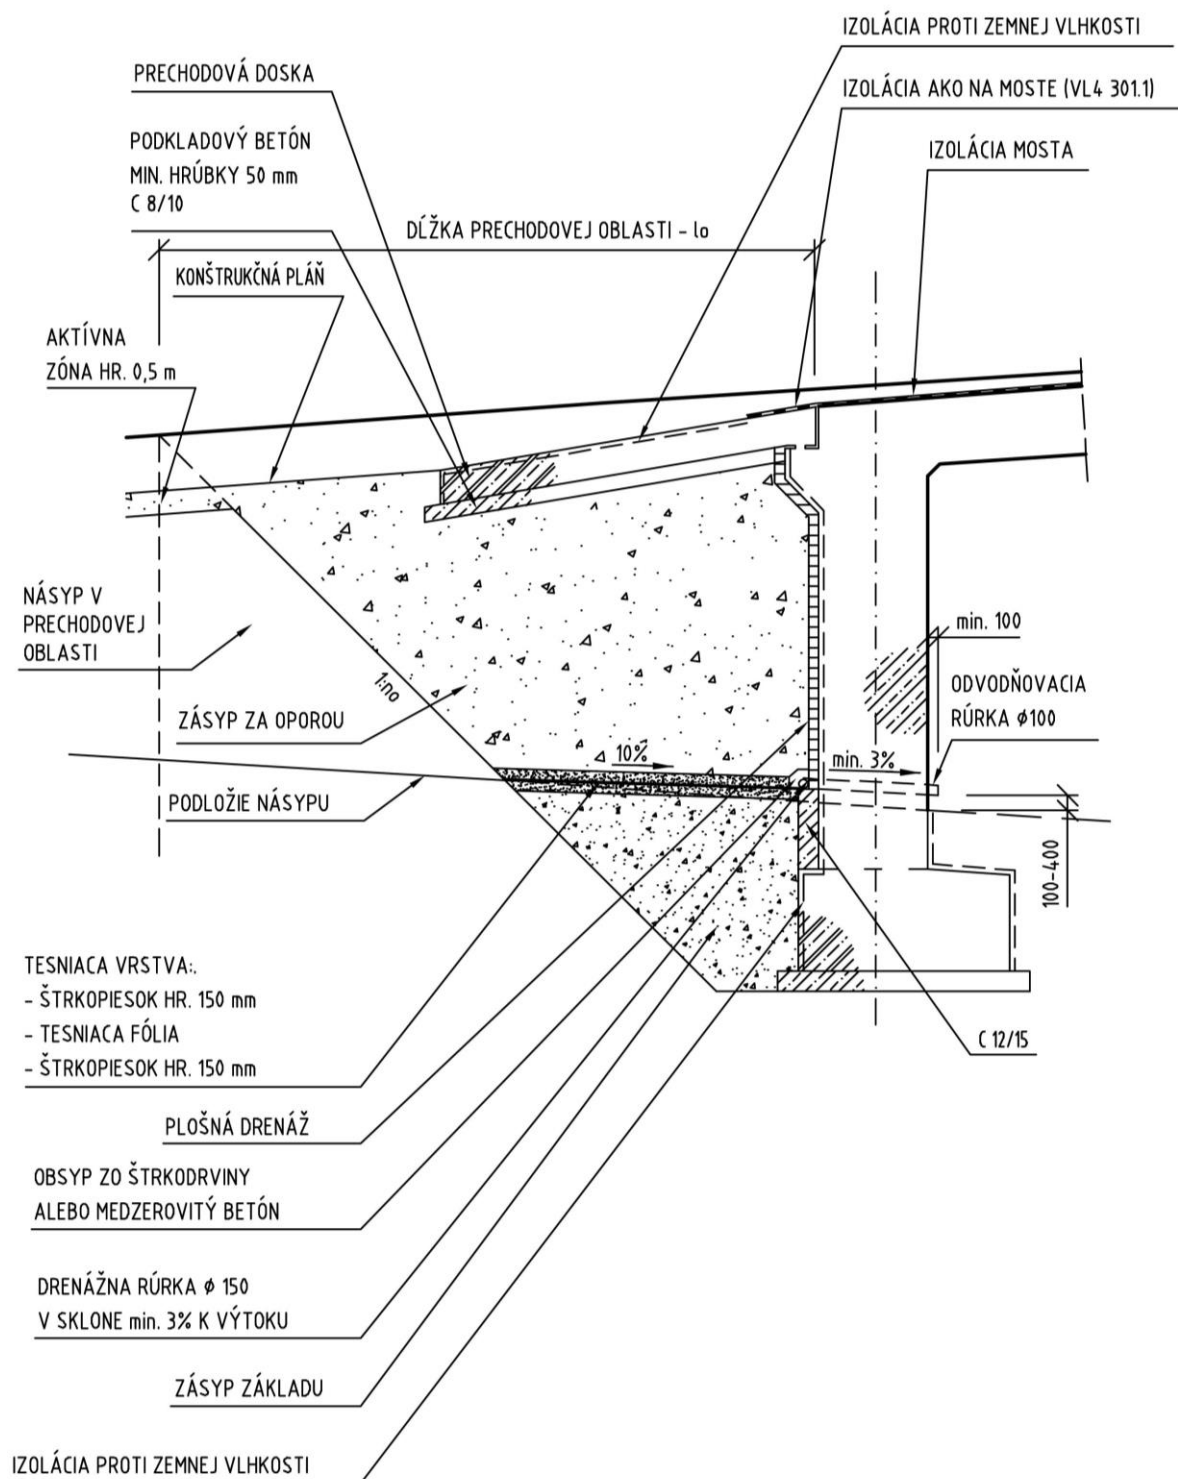 IZOLÁCIA PROTI ZEMNEJ VLHKOSTI
PRECHODOVÁ DOSKA
IZOLÁCIA AKO NA MOSTE (VL4 301.1)
PODKLADOVÝ BETÓN
MIN. HRÚBKY 50 mm
C 8/10
IZOLÁCIA MOSTA
DĹŽKA PRECHODOVEJ OBLASTI - lo
KONŠTRUKČNÁ PLÁŇ
AKTÍVNA
ZÓNA HR. 0,5 m
NÁSYP V
PRECHODOVEJ
OBLASTI
min. 100
1:no
ODVODŇOVACIA
RÚRKA ϕ100
ZÁSYP ZA OPOROU
10%
min. 3%
PODLOŽIE NÁSYPU
100-400
TESNIACA VRSTVA:.
- ŠTRKOPIESOK HR. 150 mm
- TESNIACA FÓLIA
- ŠTRKOPIESOK HR. 150 mm
C 12/15
PLOŠNÁ DRENÁŽ
OBSYP ZO ŠTRKODRVINY
ALEBO MEDZEROVITÝ BETÓN
DRENÁŽNA RÚRKA ϕ 150
V SKLONE min. 3% K VÝTOKU
ZÁSYP ZÁKLADU
IZOLÁCIA PROTI ZEMNEJ VLHKOSTI